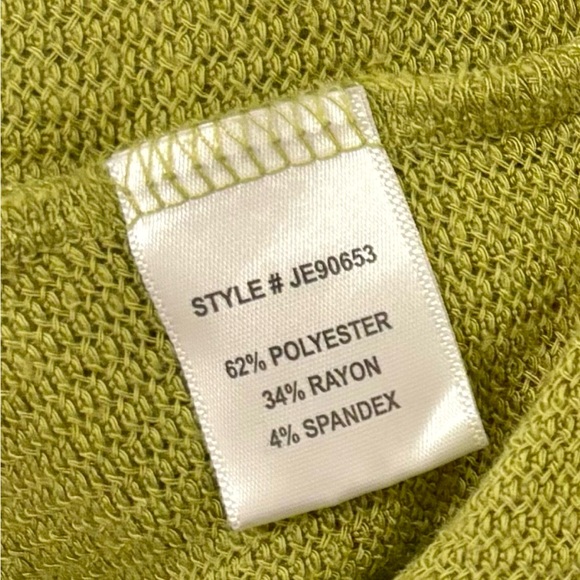 STYLE # JE90653
62% POLYESTER
34% RAYON
4% SPANDEX